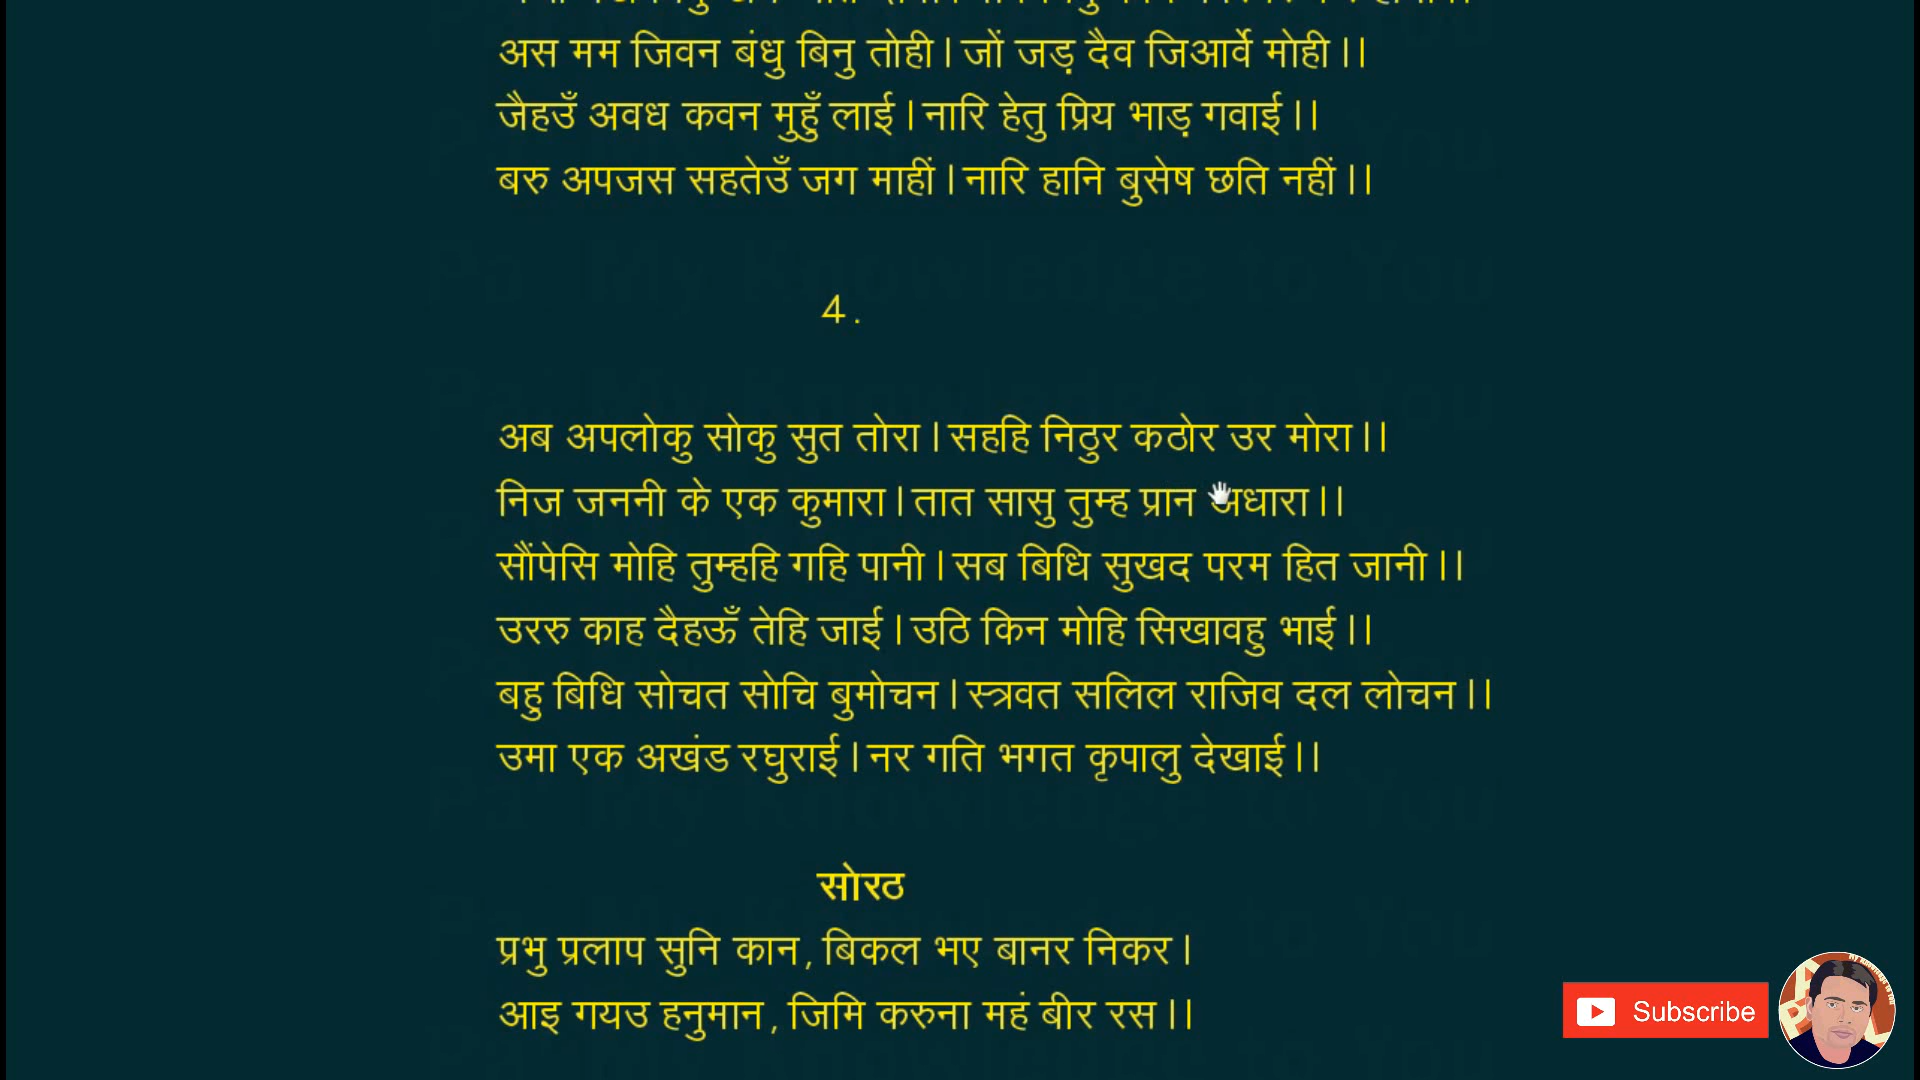 अस मम जिवन बंधु बिनु तोही। जों जड़ दैव जिआर्वे मोही।।
जैहउँ अवध कवन मुहुँ लाई। नारि हेतु प्रिय भाड़ गवाई।।
बरु अपजस सहतेउँ जग माहीं। नारि हानि बुसेष छति नहीं।।
4.
अब अपलोकु सोकु सुत तोरा। सहहि निठुर कठोर उर मोरा।।
निज जननी के एक कुमारा। तात सासु तुम्ह प्रान अधारा।।
सौंपेसि मोहि तुम्हहि गहि पानी। सब बिधि सुखद परम हित जानी।।
उररु काह दैहऊँ तेहि जाई। उठि किन मोहि सिखावहु भाई।।
बहु बिधि सोचत सोचि बुमोचन। स्त्रवत सलिल राजिव दल लोचन।।
उमा एक अखंड रघुराई। नर गति भगत कृपालु देखाई।।
सोरठ
प्रभु प्रलाप सुनि कान, बिकल भए बानर निकर।
आइ गयउ हनुमान, जिमि करुना महं बीर रस।।
Subscribe